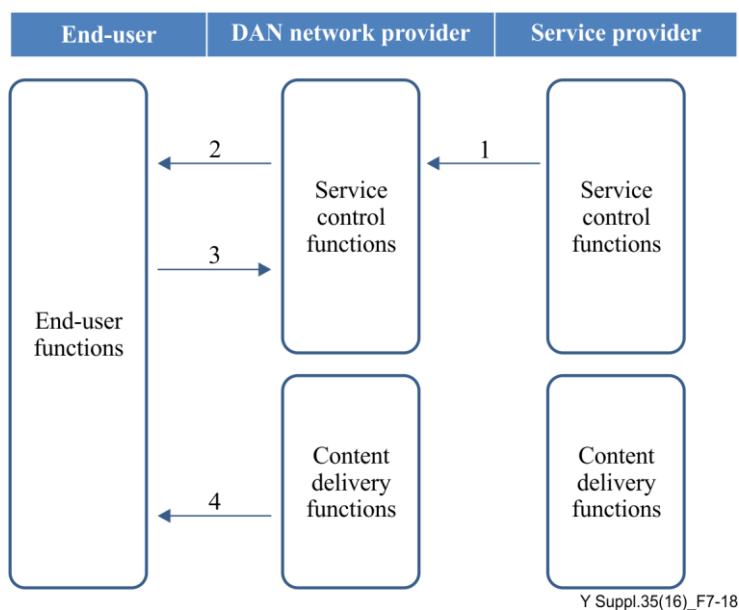 End-user
DAN network provider
Service provider
2
1
Service
control
functions
Service
control
functions
3
End-user
functions
Content
delivery
functions
Content
delivery
functions
4
Y Suppl.35(16)_F7-18